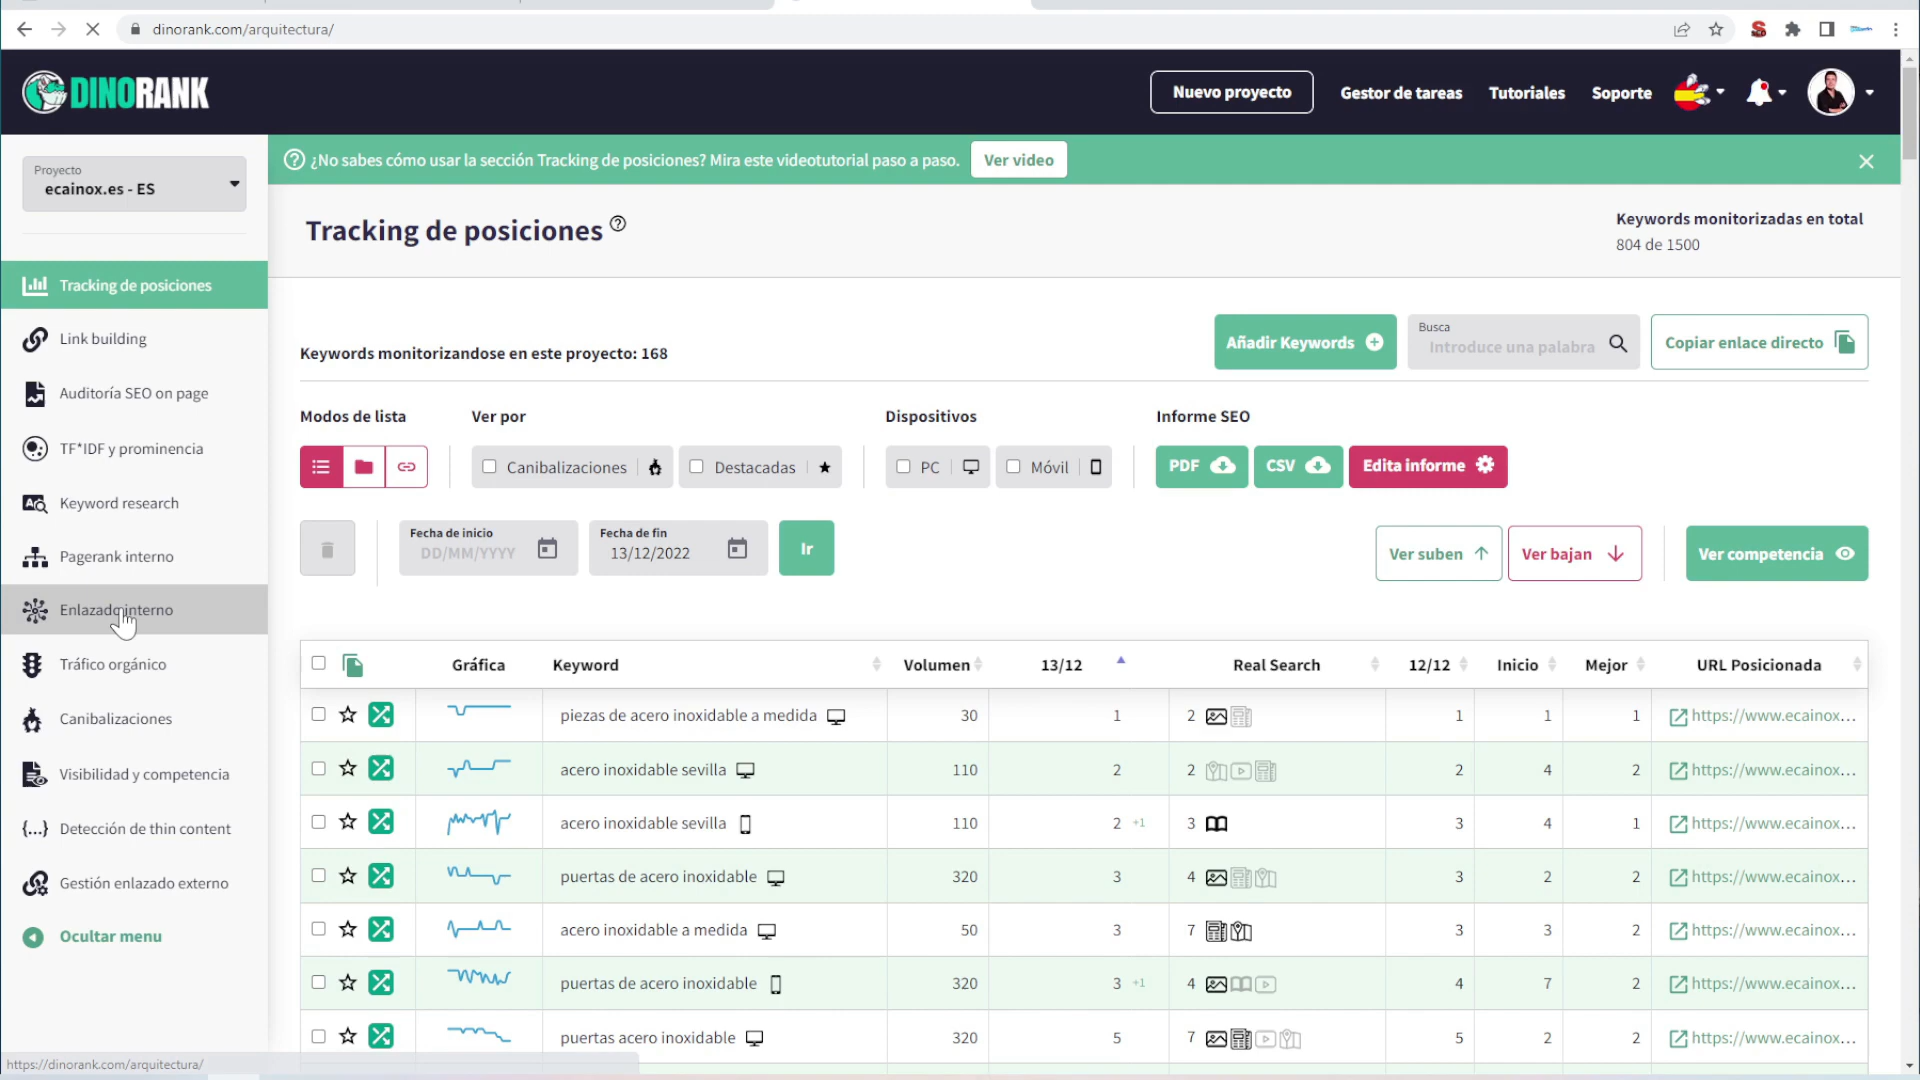 dinorank.com/arquitectura/
DINORANK
Nuevo proyecto
Gestor de tareas
Tutoriales
Soporte
Proyecto
ecainox.es - ES
¿No sabes cómo usar la sección Tracking de posiciones? Mira este videotutorial paso a paso.
Ver video
Tracking de posiciones
Keywords monitorizadas en total
804 de 1500
Tracking de posiciones
Link building
Auditoría SEO on page
TF*IDF y prominencia
Keyword research
Pagerank interno
Enlazado interno
Tráfico orgánico
Canibalizaciones
Visibilidad y competencia
Detección de thin content
Gestión enlazado externo
Ocultar menu
Keywords monitorizandose en este proyecto: 168
Añadir Keywords
Busca
Introduce una palabra
Copiar enlace directo
Modos de lista
Ver por
Dispositivos
Informe SEO
Canibalizaciones
Destacadas
PC
Móvil
PDF
CSV
Edita informe
Fecha de inicio
DD/MM/YYYY
Fecha de fin
13/12/2022
Ir
Ver suben
Ver bajan
Ver competencia
Gráfica Keyword Volumen 13/12 Real Search 12/12 Inicio Mejor URL Posicionada
piezas de acero inoxidable a medida 30 1 2 1 1 1 https://www.ecainox...
acero inoxidable sevilla 110 2 2 2 4 2 https://www.ecainox...
acero inoxidable sevilla 110 2 +1 3 3 4 1 https://www.ecainox...
puertas de acero inoxidable 320 3 4 3 2 2 https://www.ecainox...
acero inoxidable a medida 50 3 7 3 3 2 https://www.ecainox...
puertas de acero inoxidable 320 3 +1 4 4 7 2 https://www.ecainox...
puertas acero inoxidable 320 5 7 5 2 2 https://www.ecainox...
https://dinorank.com/arquitectura/